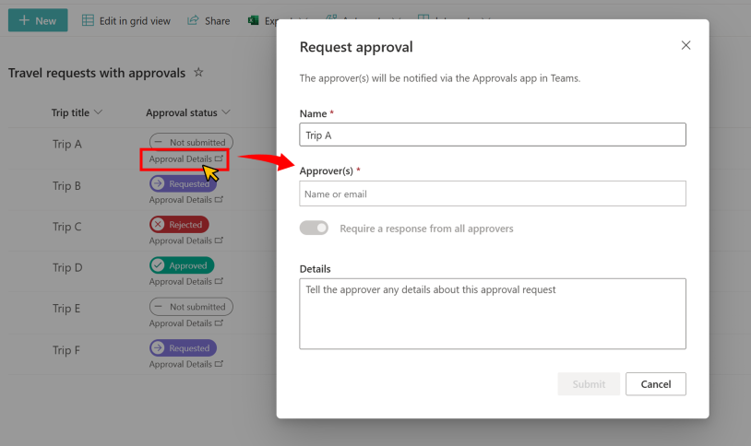 New
Edit in grid view
Share
Travel requests with approvals
Trip title
Approval status
Trip A
Not submitted
Approval Details
Trip B
Requested
Approval Details
Trip C
Rejected
Approval Details
Trip D
Approved
Approval Details
Trip E
Not submitted
Approval Details
Trip F
Requested
Approval Details
Request approval
The approver(s) will be notified via the Approvals app in Teams.
Name *
Trip A
Approver(s) *
Name or email
Require a response from all approvers
Details
Tell the approver any details about this approval request
Submit
Cancel